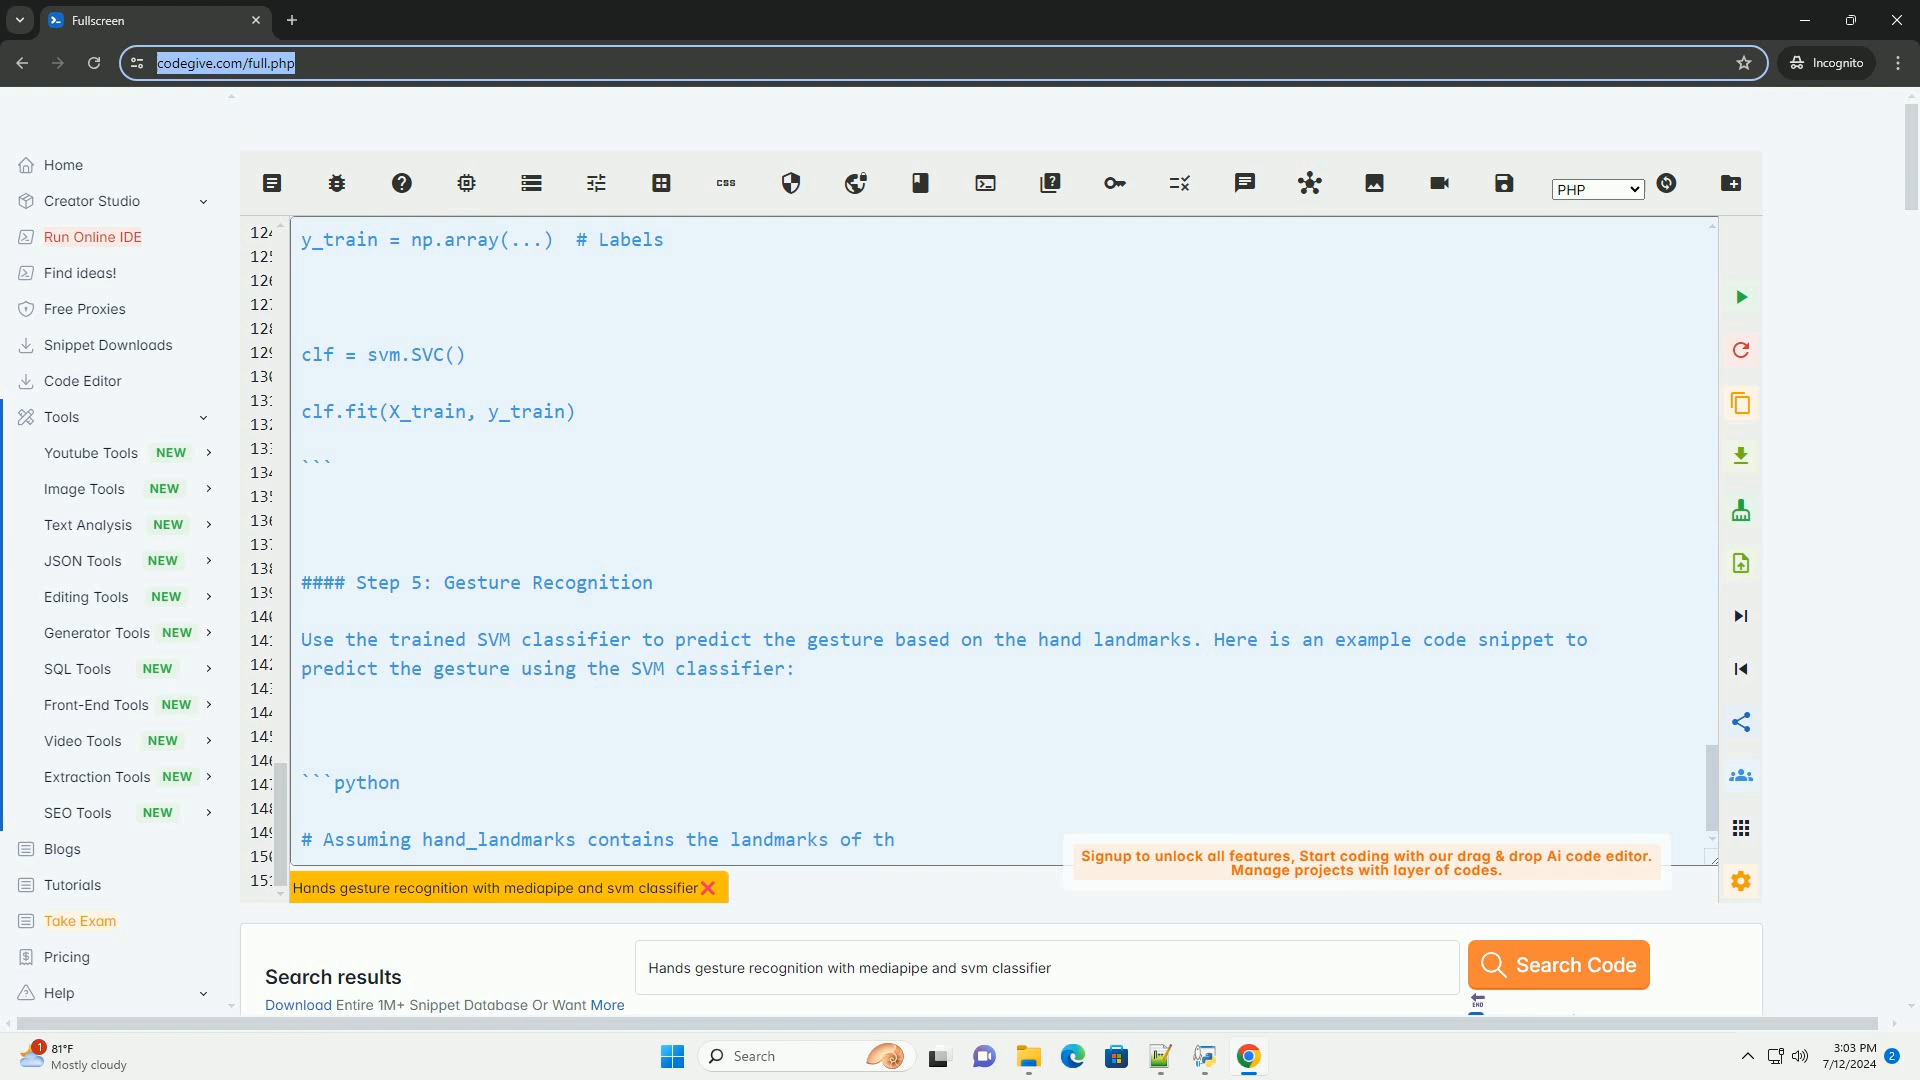 Fullscreen
codegive.com/full.php
Incognito
Home
Creator Studio
Run Online IDE
Find ideas!
Free Proxies
Snippet Downloads
Code Editor
Tools
Youtube Tools NEW
Image Tools NEW
Text Analysis NEW
JSON Tools NEW
Editing Tools NEW
Generator Tools NEW
SQL Tools NEW
Front-End Tools NEW
Video Tools NEW
Extraction Tools NEW
SEO Tools NEW
Blogs
Tutorials
Take Exam
Pricing
Help
css
PHP
y_train = np.array(...)  # Labels
clf = svm.SVC()
clf.fit(X_train, y_train)
```
#### Step 5: Gesture Recognition
Use the trained SVM classifier to predict the gesture based on the hand landmarks. Here is an example code snippet to
predict the gesture using the SVM classifier:
```python
# Assuming hand_landmarks contains the landmarks of th
Signup to unlock all features, Start coding with our drag & drop Ai code editor.
Manage projects with layer of codes.
Hands gesture recognition with mediapipe and svm classifier
Search results
Download Entire 1M+ Snippet Database Or Want More
Hands gesture recognition with mediapipe and svm classifier
Search Code
END
1
81°F
Mostly cloudy
Search
3:03 PM
7/12/2024
2